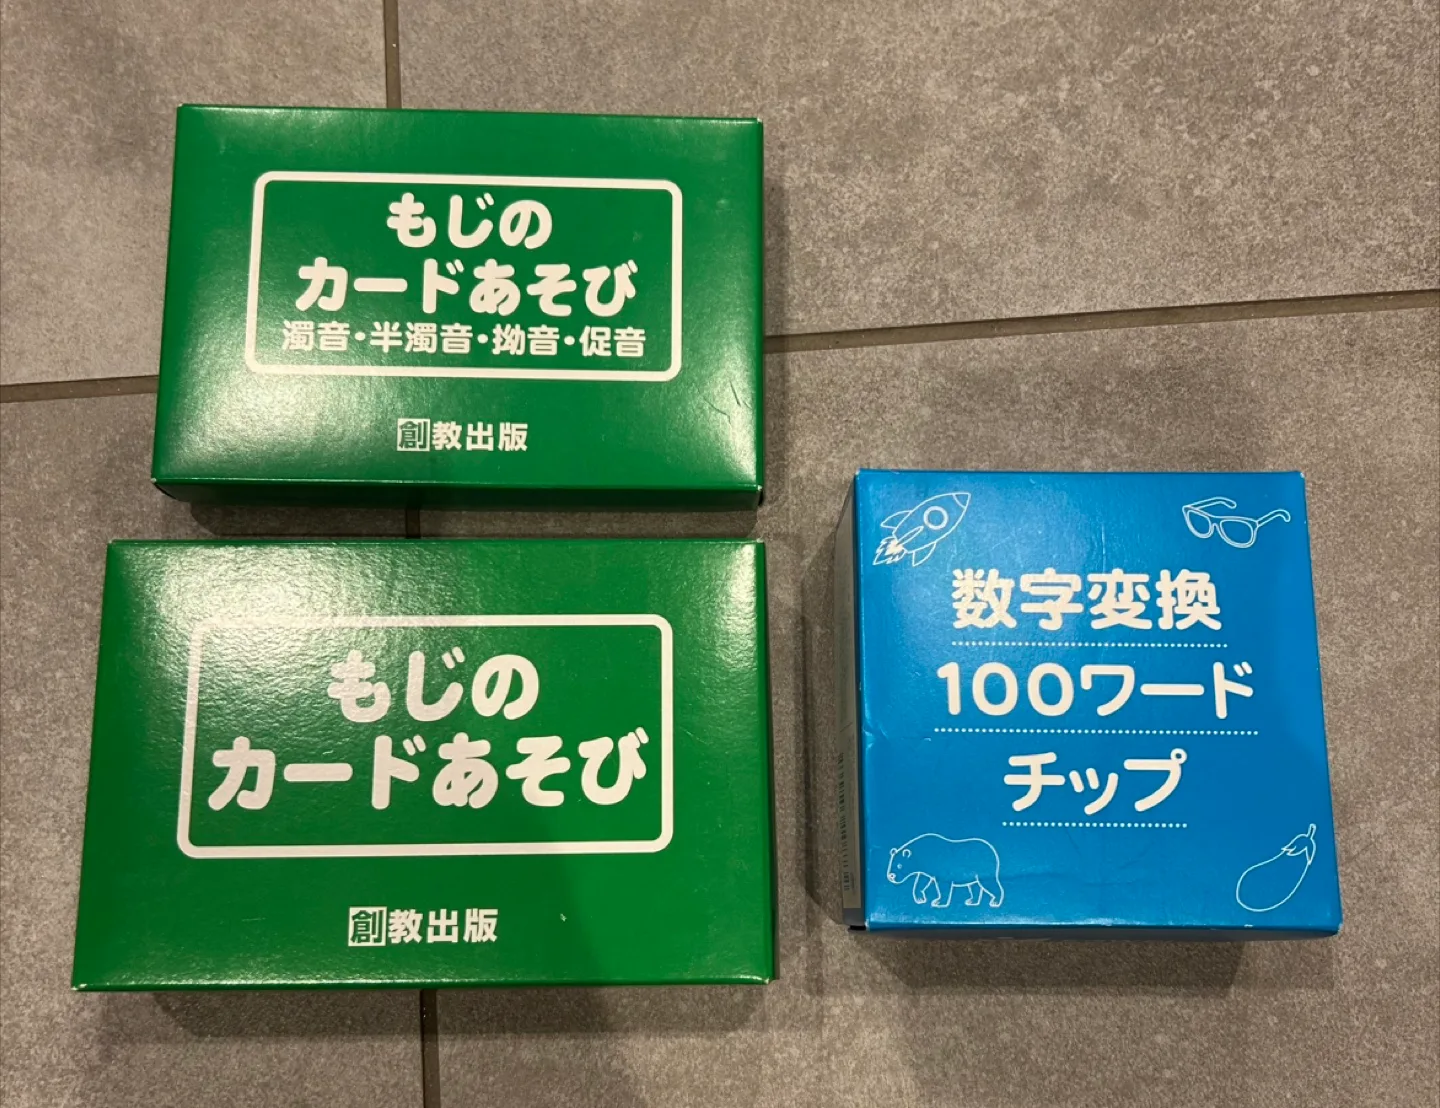 もじの
カードあそび
濁音・半濁音・拗音・促音
創教出版
もじの
カードあそび
創教出版
数字変換
100ワード
チップ